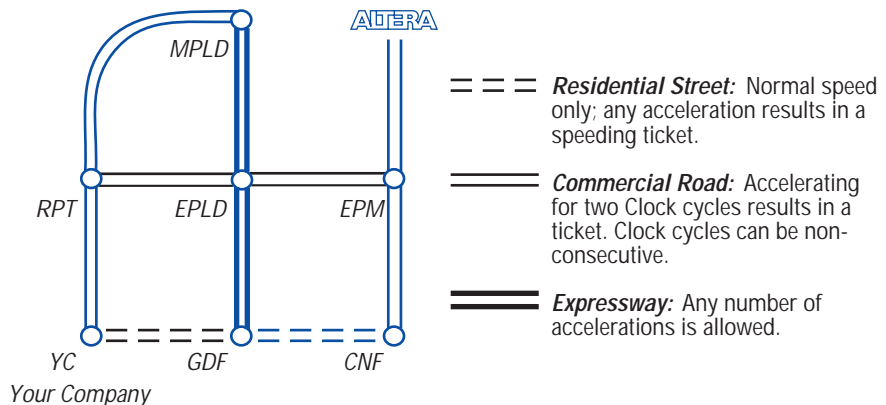 ALTERA
MPLD
RPT
EPLD
EPM
YC
GDF
CNF
Your Company
Residential Street: Normal speed
only; any acceleration results in a
speeding ticket.
Commercial Road: Accelerating
for two Clock cycles results in a
ticket. Clock cycles can be non-
consecutive.
Expressway: Any number of
accelerations is allowed.